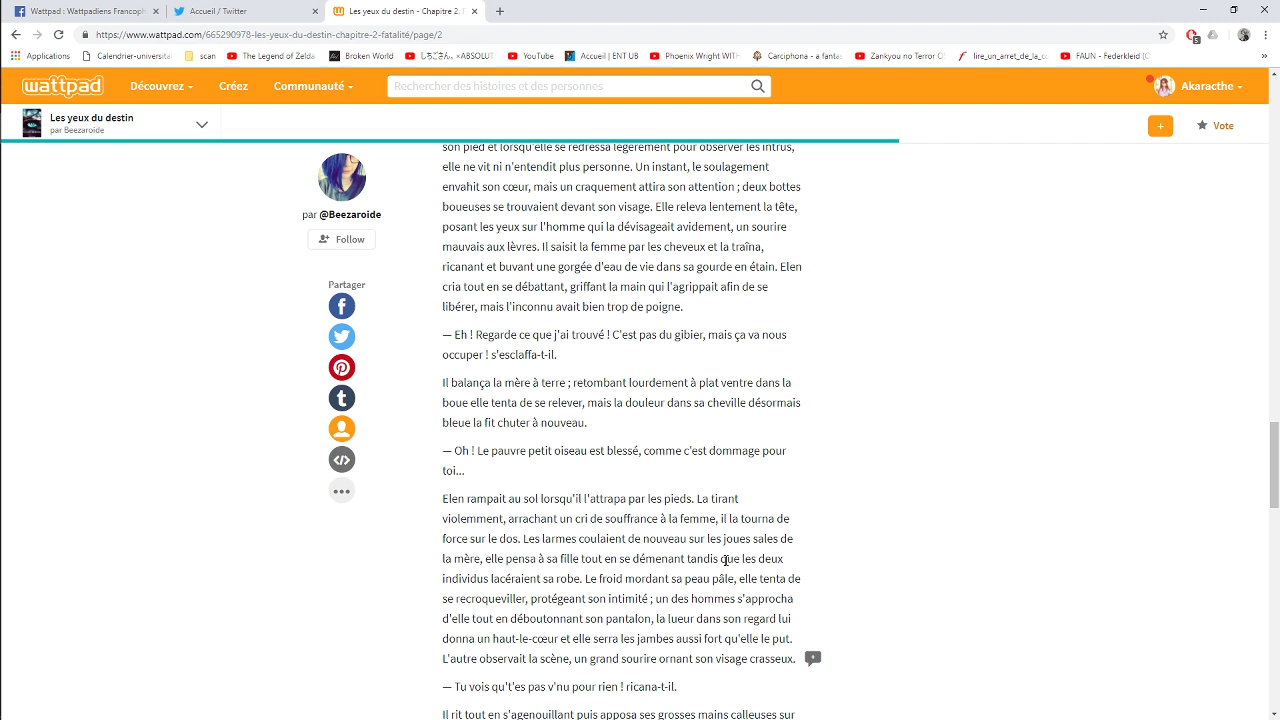 Wattpad : Wattpadiens Francoph
Accueil / Twitter
Les yeux du destin - Chapitre 2. F
https://www.wattpad.com/665290978-les-yeux-du-destin-chapitre-2-fatalité/page/2
Applications
Calendrier-universita
scan
The Legend of Zelda
Broken World
しちごさん。×ABSOLUT
YouTube
Accueil | ENT UB
Phoenix Wright WITH
Garciphona - a fantas
Zankyou no Terror OS
lire_un_arret_de_la_co
FAUN - Federkleid (O
wattpad
Découvrez
Créez
Communauté
Rechercher des histoires et des personnes
Akaracthe
Les yeux du destin
par Beezaroide
+
Vote
par @Beezaroide
Follow
Partager
son pied et lorsqu'elle se redressa légèrement pour observer les intrus,
elle ne vit ni n'entendit plus personne. Un instant, le soulagement
envahit son cœur, mais un craquement attira son attention ; deux bottes
boueuses se trouvaient devant son visage. Elle releva lentement la tête,
posant les yeux sur l'homme qui la dévisageait avidement, un sourire
mauvais aux lèvres. Il saisit la femme par les cheveux et la traîna,
ricanant et buvant une gorgée d'eau de vie dans sa gourde en étain. Elen
cria tout en se débattant, griffant la main qui l'agrippait afin de se
libérer, mais l'inconnu avait bien trop de poigne.
— Eh ! Regarde ce que j'ai trouvé ! C'est pas du gibier, mais ça va nous
occuper ! s'esclaffa-t-il.
Il balança la mère à terre ; retombant lourdement à plat ventre dans la
boue elle tenta de se relever, mais la douleur dans sa cheville désormais
bleue la fit chuter à nouveau.
— Oh ! Le pauvre petit oiseau est blessé, comme c'est dommage pour
toi...
Elen rampait au sol lorsqu'il l'attrapa par les pieds. La tirant
violemment, arrachant un cri de souffrance à la femme, il la tourna de
force sur le dos. Les larmes coulaient de nouveau sur les joues sales de
la mère, elle pensa à sa fille tout en se démenant tandis que les deux
individus lacéraient sa robe. Le froid mordant sa peau pâle, elle tenta de
se recroqueviller, protégeant son intimité ; un des hommes s'approcha
d'elle tout en déboutonnant son pantalon, la lueur dans son regard lui
donna un haut-le-cœur et elle serra les jambes aussi fort qu'elle le put.
L'autre observait la scène, un grand sourire ornant son visage crasseux.
— Tu vois qu't'es pas v'nu pour rien ! ricana-t-il.
Il rit tout en s'agenouillant puis apposa ses grosses mains calleuses sur